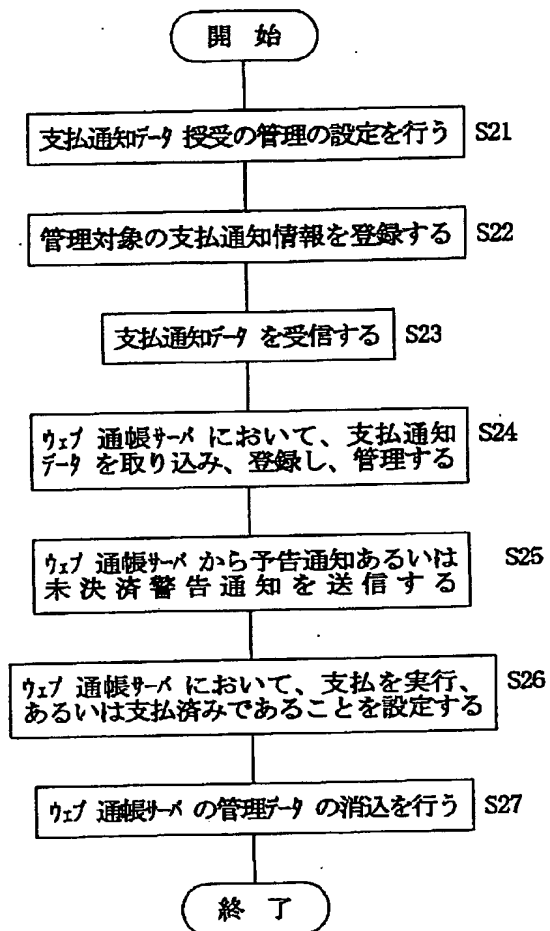 開 始
支払通知ﾃﾞｰﾀ 授受の管理の設定を行う S21
管理対象の支払通知情報を登録する S22
支払通知ﾃﾞｰﾀ を受信する S23
ｳｪﾌﾞ 通帳ｻｰﾊﾞ において、支払通知 S24
ﾃﾞｰﾀ を取り込み、登録し、管理する
ｳｪﾌﾞ 通帳ｻｰﾊﾞ から予告通知あるいは S25
未決済警告通知を送信する
ｳｪﾌﾞ 通帳ｻｰﾊﾞ において、支払を実行、 S26
あるいは支払済みであることを設定する
ｳｪﾌﾞ 通帳ｻｰﾊﾞ の管理ﾃﾞｰﾀ の消込を行う S27
終 了